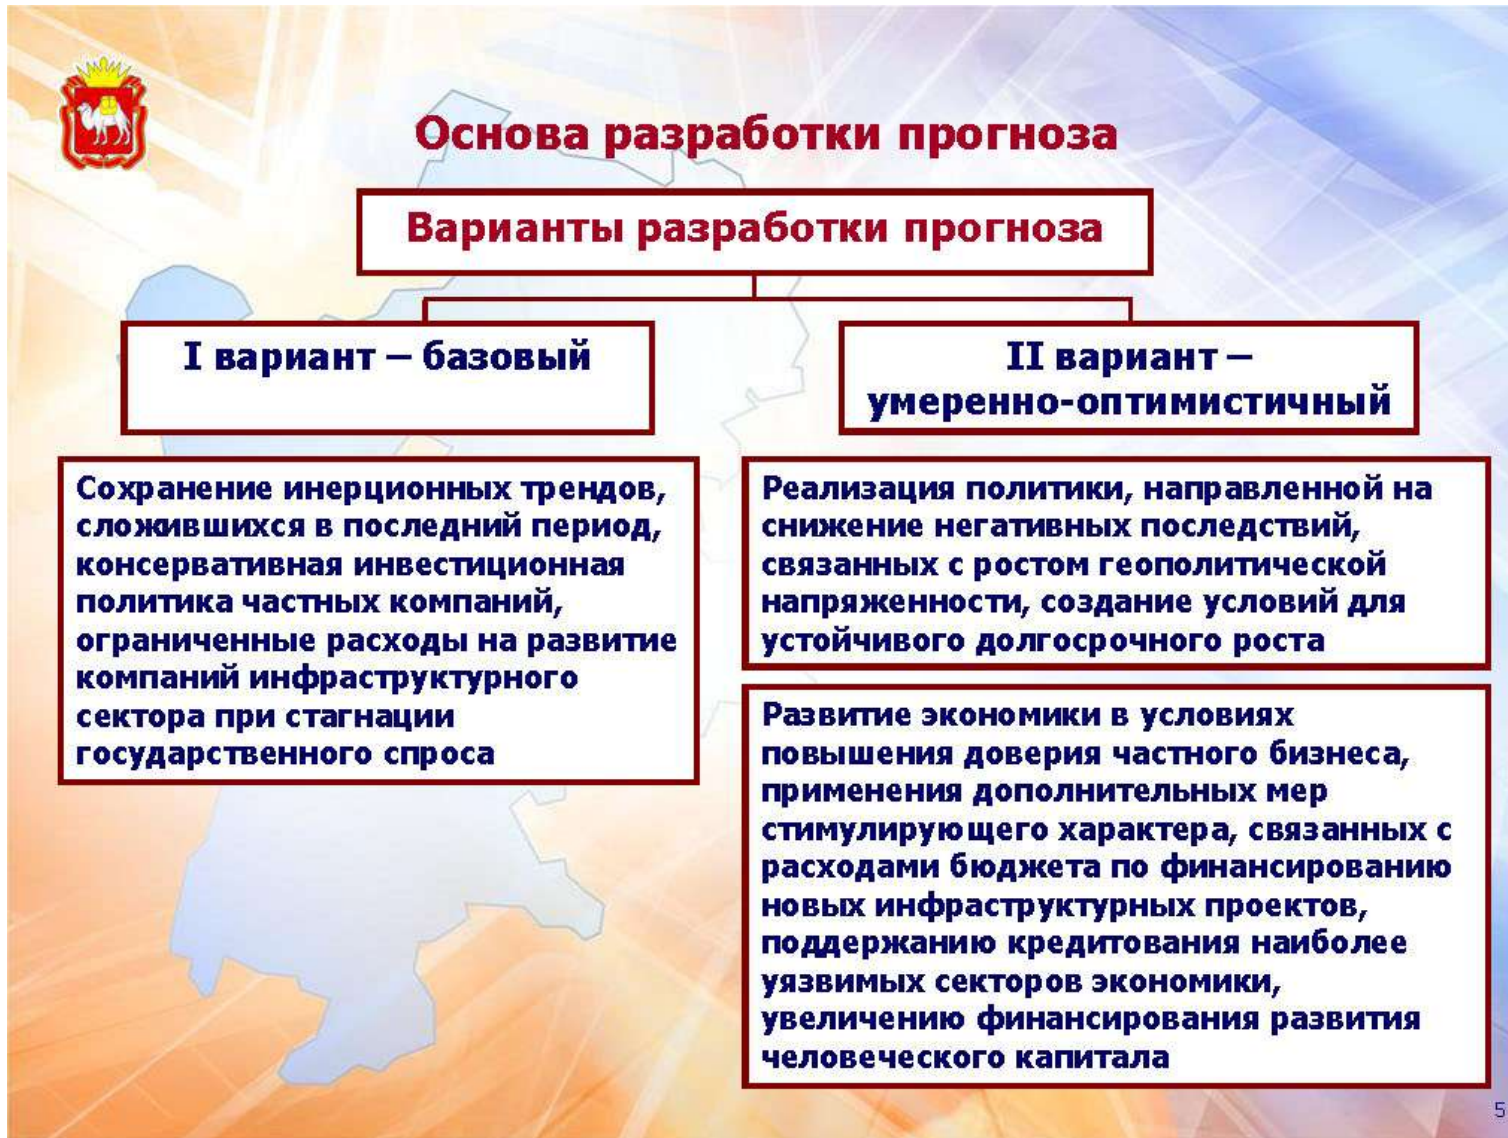 Основа разработки прогноза
Варианты разработки прогноза
I вариант – базовый
II вариант –
умеренно-оптимистичный
Сохранение инерционных трендов,
сложившихся в последний период,
консервативная инвестиционная
политика частных компаний,
ограниченные расходы на развитие
компаний инфраструктурного
сектора при стагнации
государственного спроса
Реализация политики, направленной на
снижение негативных последствий,
связанных с ростом геополитической
напряженности, создание условий для
устойчивого долгосрочного роста
Развитие экономики в условиях
повышения доверия частного бизнеса,
применения дополнительных мер
стимулирующего характера, связанных с
расходами бюджета по финансированию
новых инфраструктурных проектов,
поддержанию кредитования наиболее
уязвимых секторов экономики,
увеличению финансирования развития
человеческого капитала
5